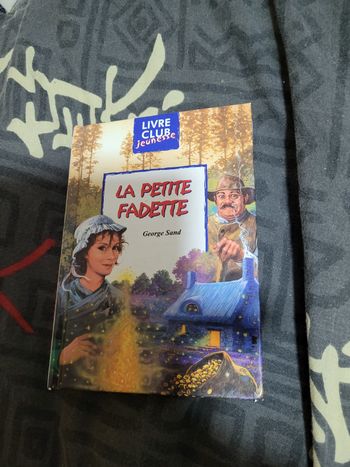 LIVRE
CLUB
jeunesse
LA PETITE
FADETTE
George Sand